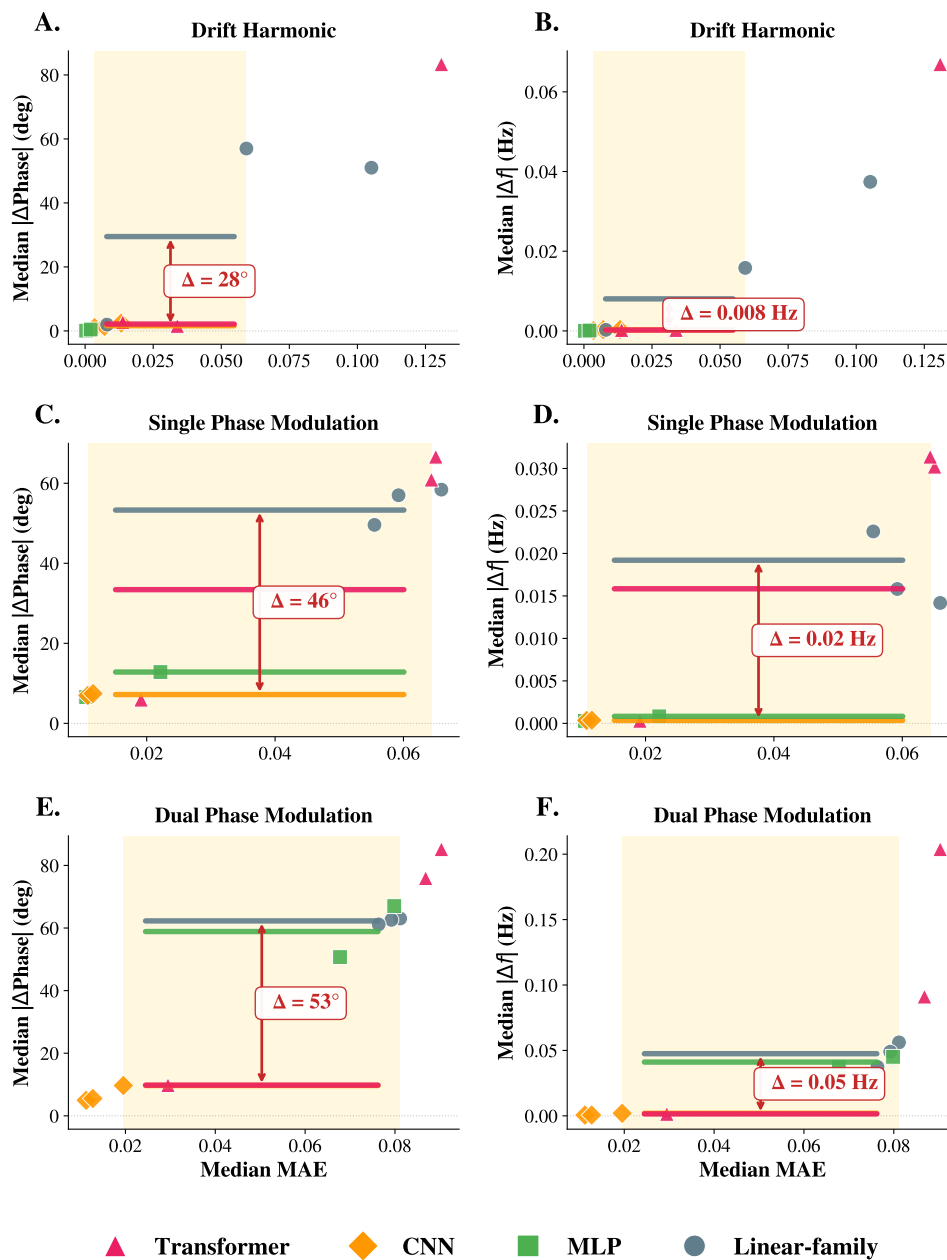 A.
Drift Harmonic
Median |ΔPhase| (deg)
80
60
40
20
0
Δ = 28°
0.000 0.025 0.050 0.075 0.100 0.125
B.
Drift Harmonic
Median |Δf| (Hz)
0.06
0.04
0.02
0.00
Δ = 0.008 Hz
0.000 0.025 0.050 0.075 0.100 0.125
C.
Single Phase Modulation
Median |ΔPhase| (deg)
60
40
20
0
Δ = 46°
0.02 0.04 0.06
D.
Single Phase Modulation
Median |Δf| (Hz)
0.030
0.025
0.020
0.015
0.010
0.005
0.000
Δ = 0.02 Hz
0.02 0.04 0.06
E.
Dual Phase Modulation
Median |ΔPhase| (deg)
80
60
40
20
0
Δ = 53°
0.02 0.04 0.06 0.08
Median MAE
F.
Dual Phase Modulation
Median |Δf| (Hz)
0.20
0.15
0.10
0.05
0.00
Δ = 0.05 Hz
0.02 0.04 0.06 0.08
Median MAE
Transformer CNN MLP Linear-family